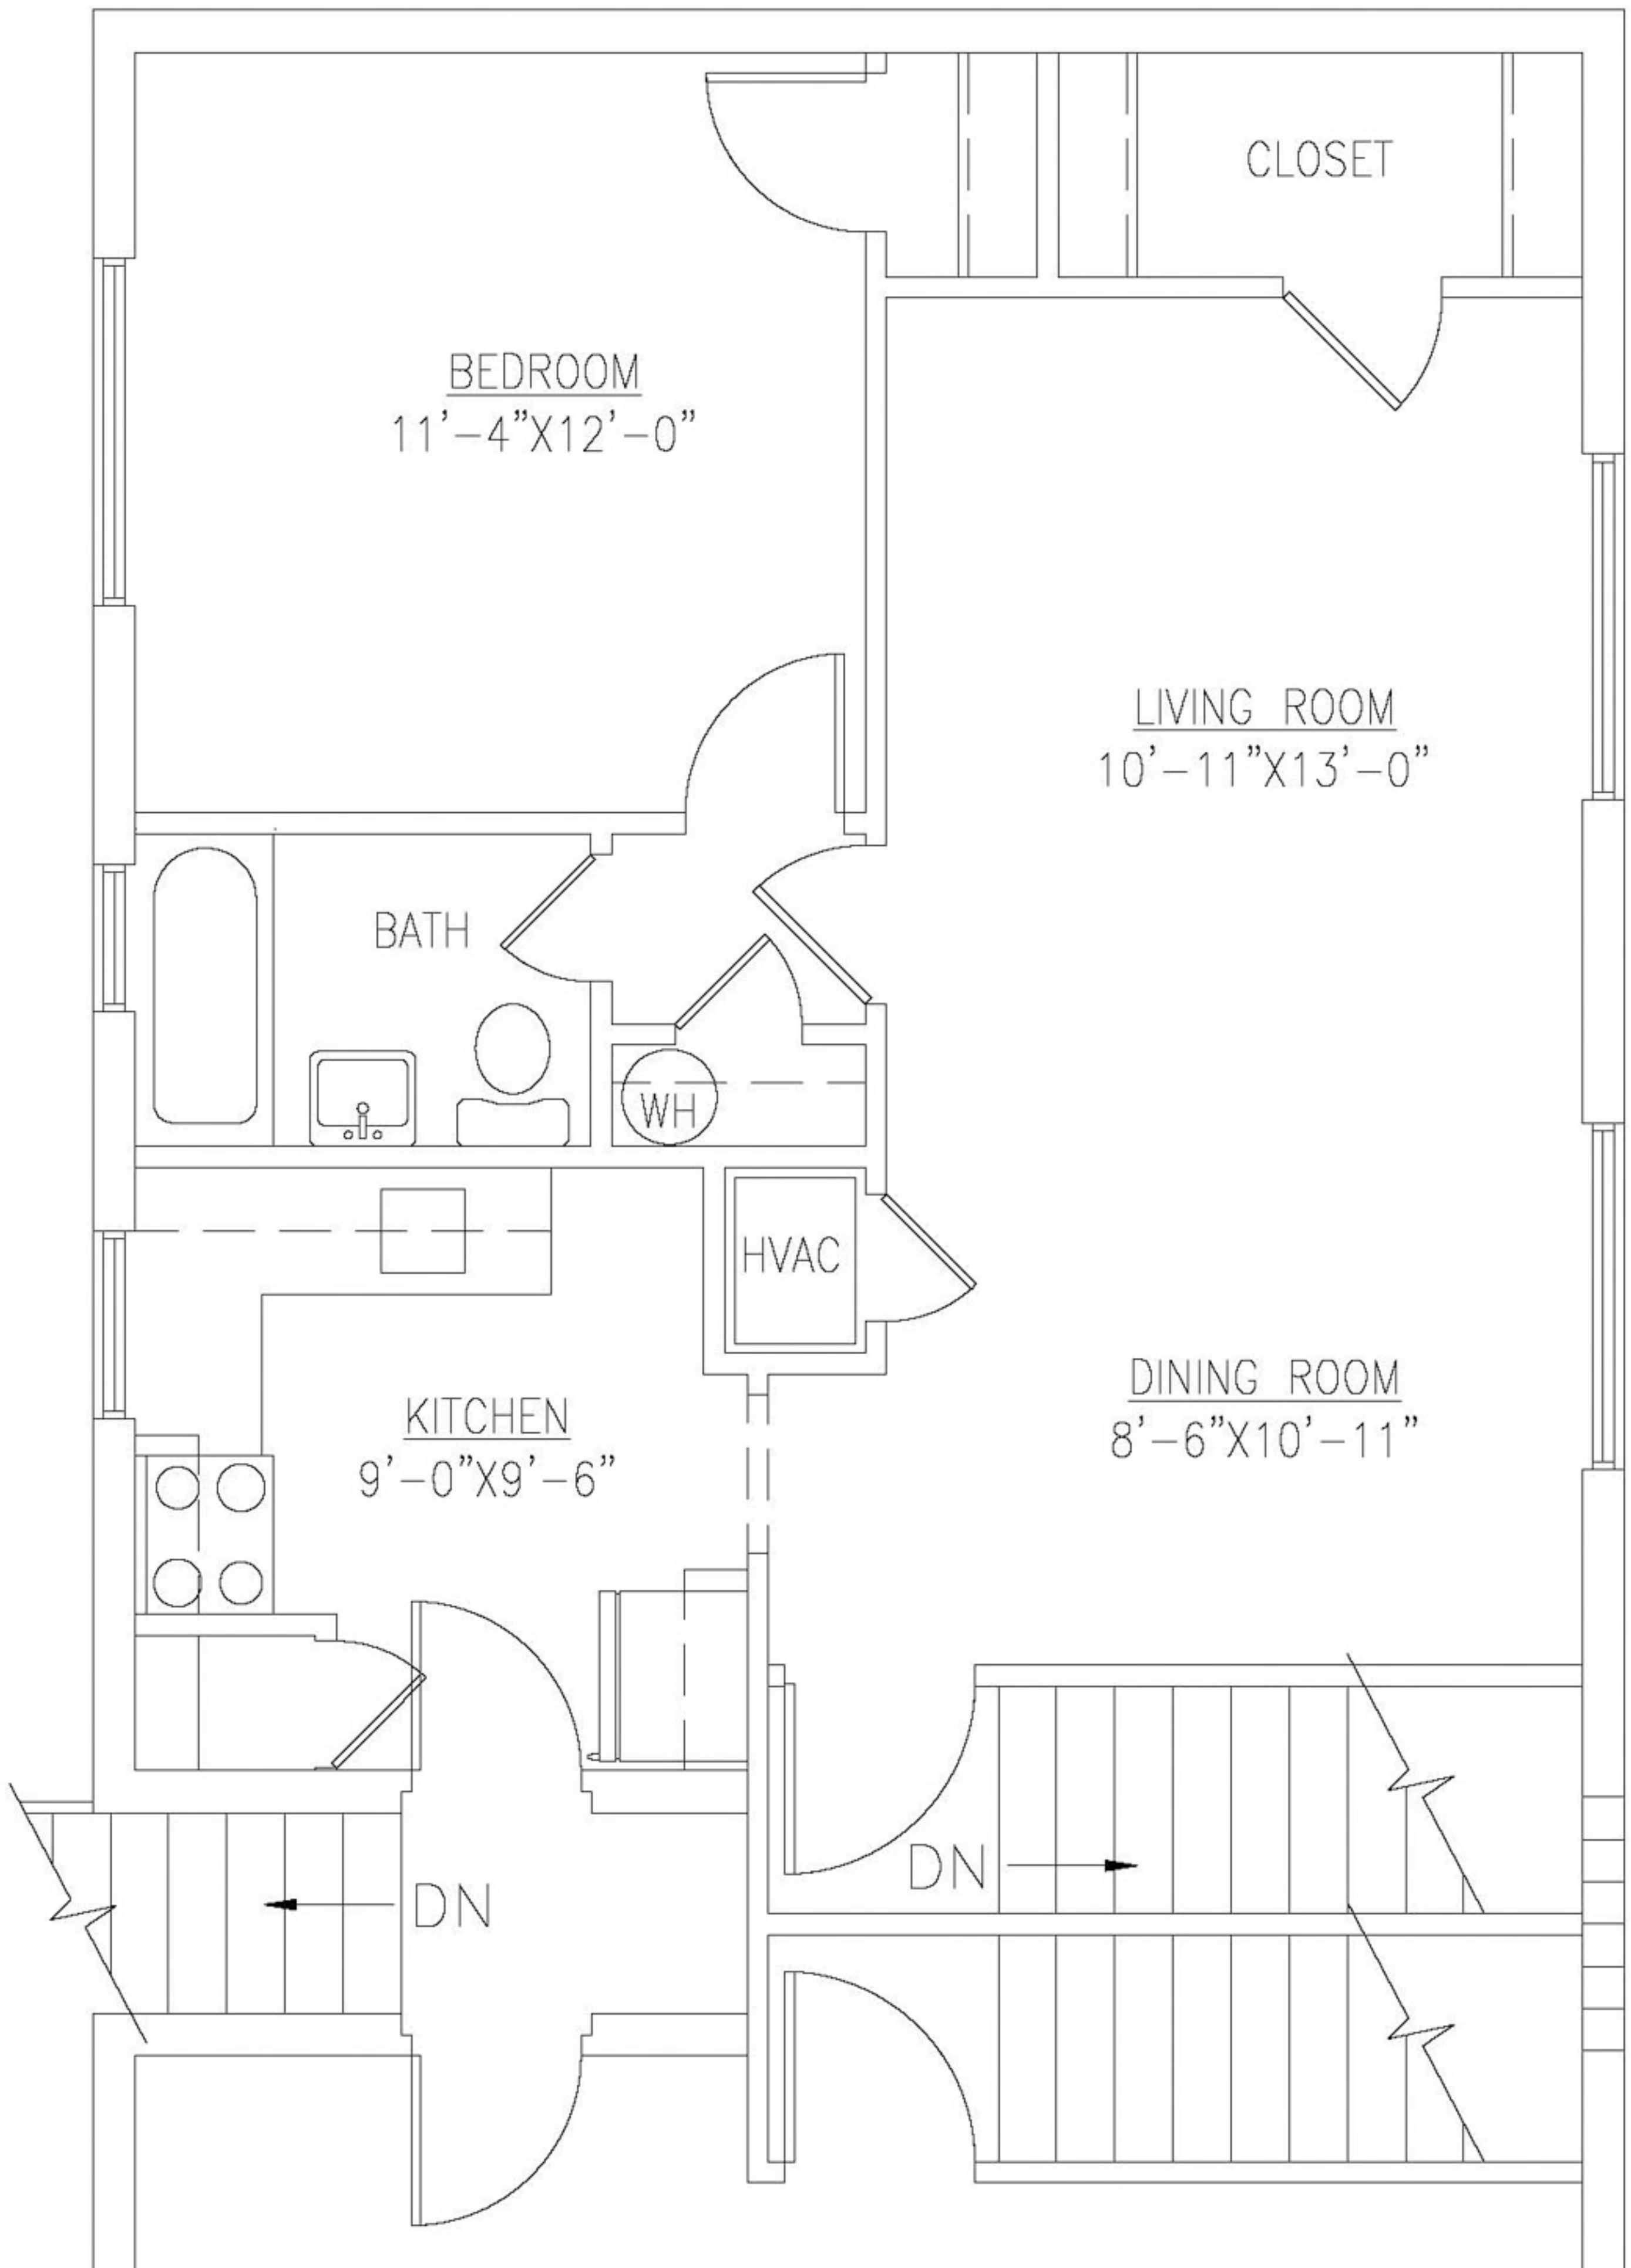 CLOSET
BEDROOM
11'-4"X12'-0"
LIVING ROOM
10'-11"X13'-0"
BATH
WH
HVAC
DINING ROOM
8'-6"X10'-11"
KITCHEN
9'-0"X9'-6"
DN
DN